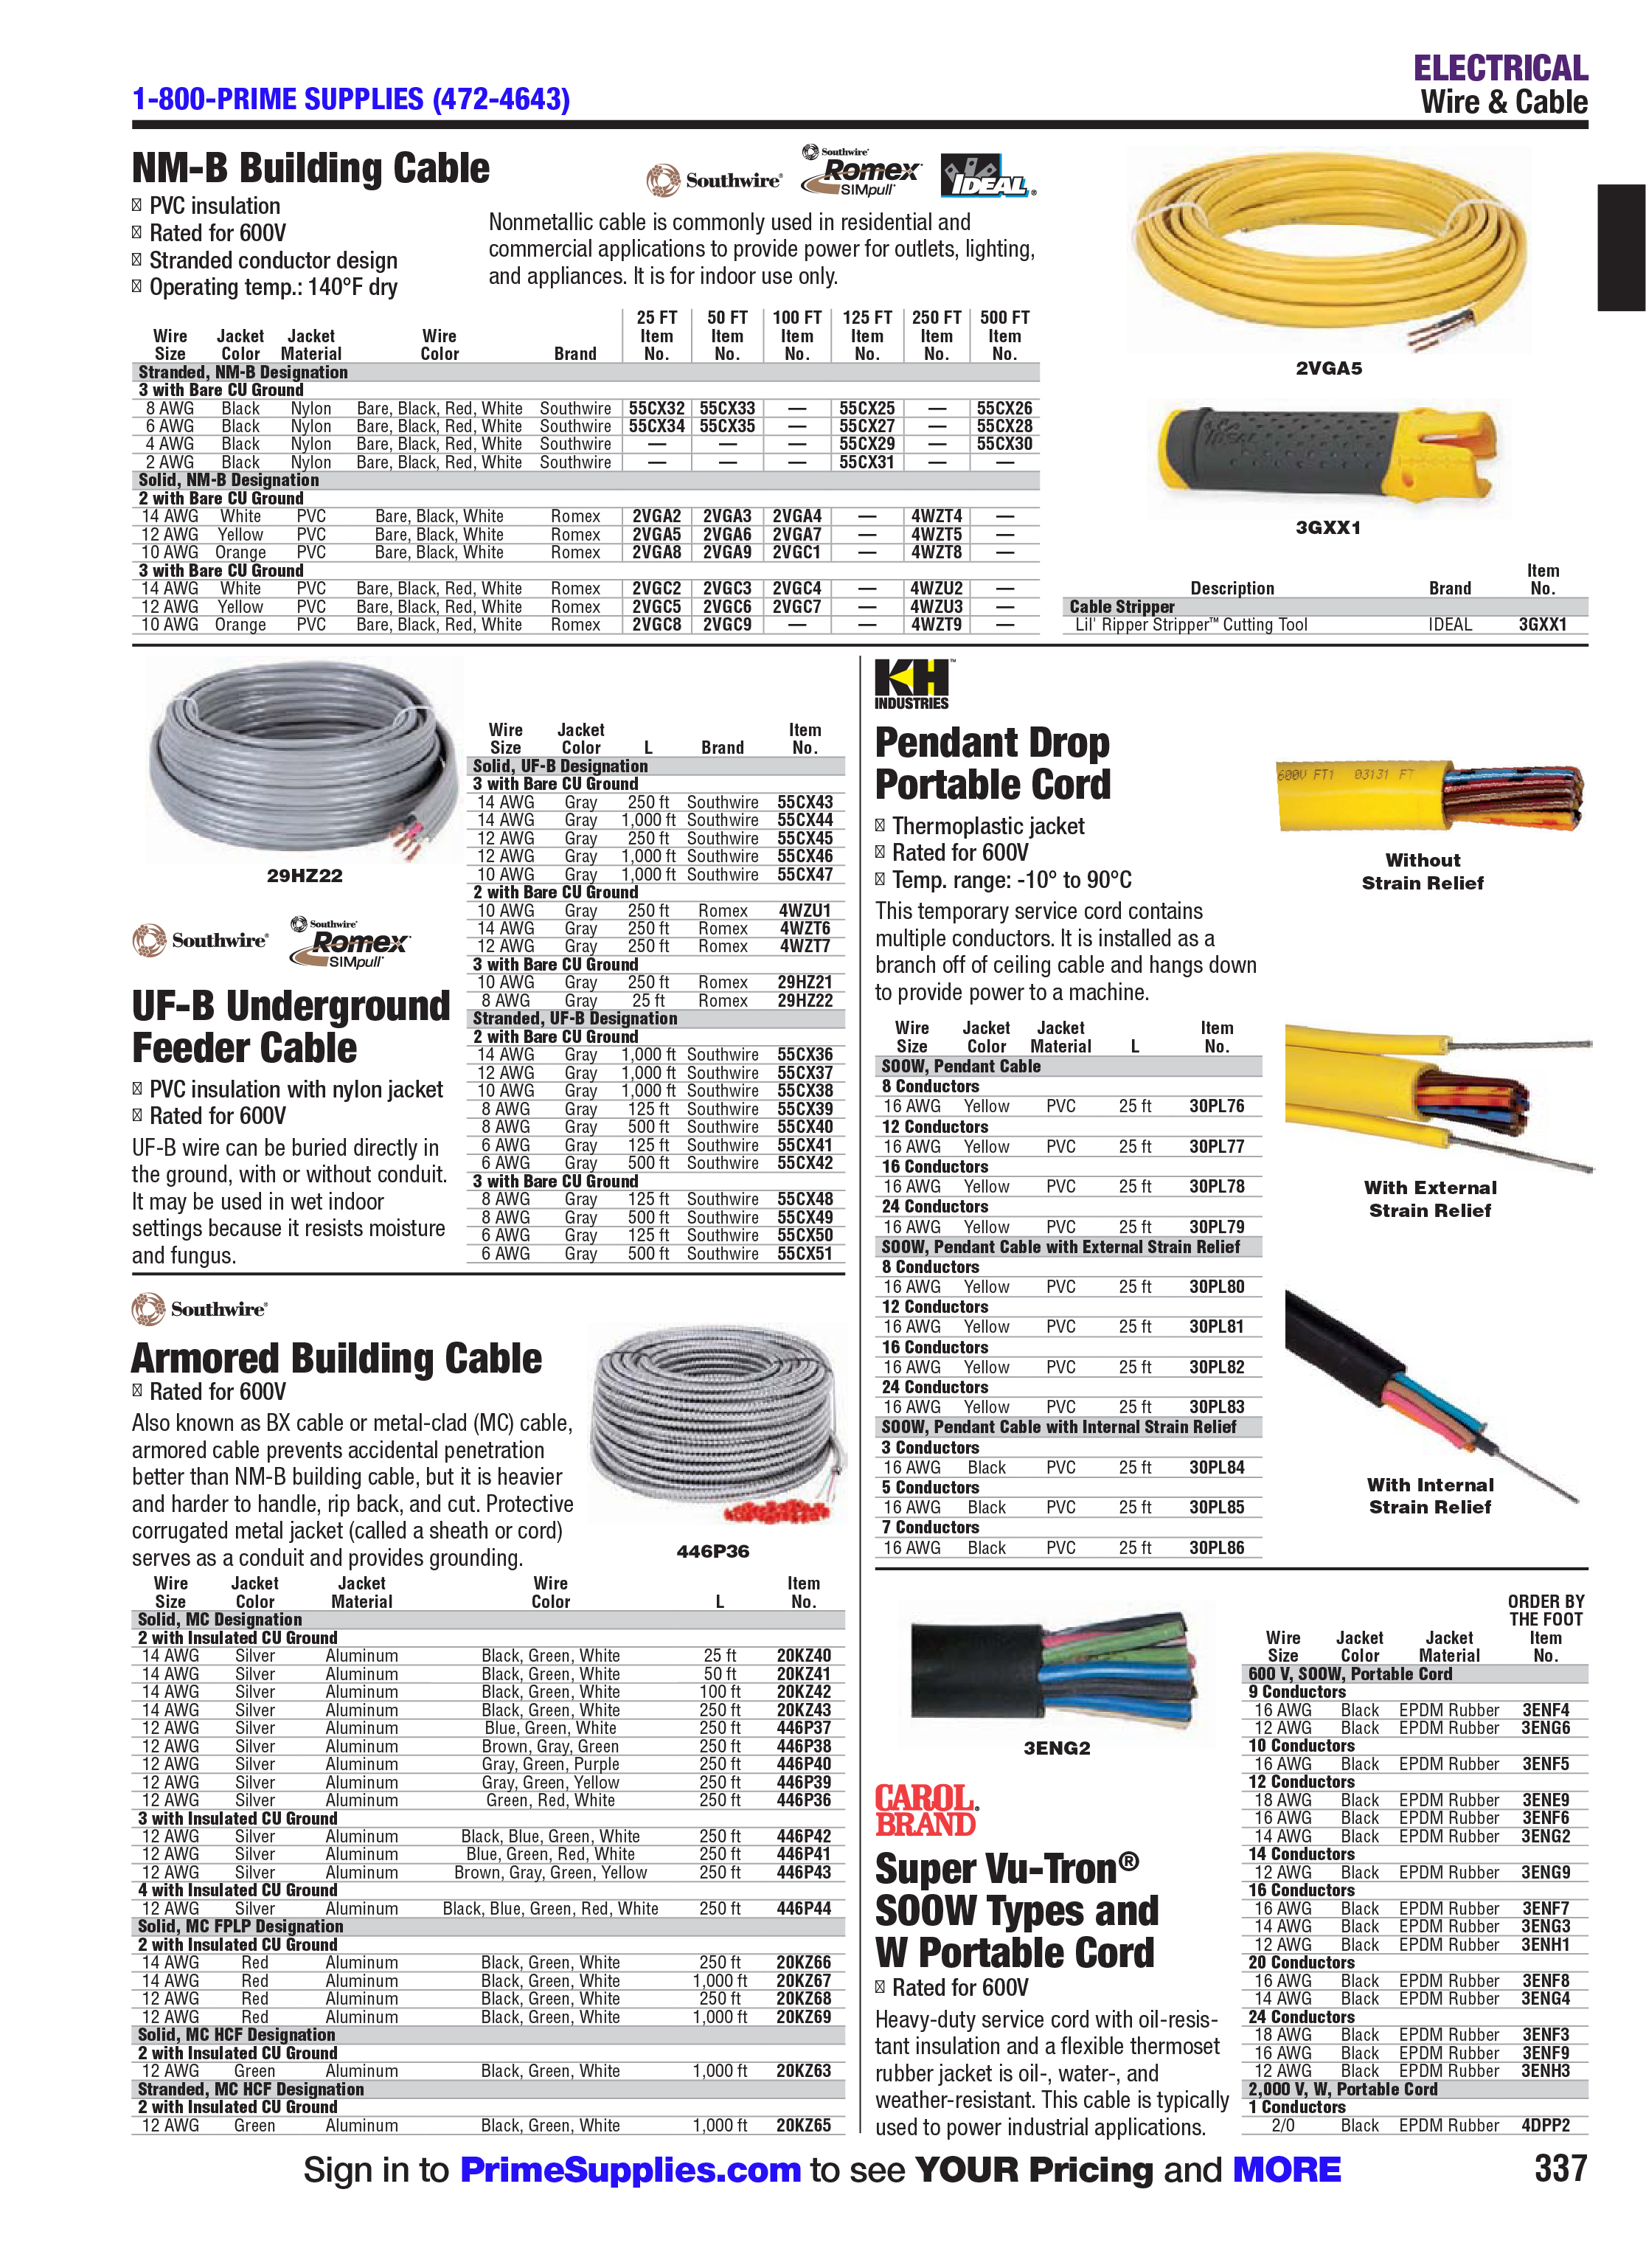 ELECTRICAL
1-800-PRIME SUPPLIES (472-4643)
Wire & Cable
NM-B Building Cable
PVC insulation
Rated for 600V
Stranded conductor design
Operating temp.: 140°F dry
Southwire®
Southwire®
Romex®
SIMpull®
IDEAL®
Nonmetallic cable is commonly used in residential and
commercial applications to provide power for outlets, lighting,
and appliances. It is for indoor use only.
25 FT 50 FT 100 FT 125 FT 250 FT 500 FT
Wire Jacket Jacket Wire Item Item Item Item Item Item
Size Color Material Color Brand No. No. No. No. No. No.
Stranded, NM-B Designation
3 with Bare CU Ground
8 AWG Black Nylon Bare, Black, Red, White Southwire 55CX32 55CX33 — 55CX25 — 55CX26
6 AWG Black Nylon Bare, Black, Red, White Southwire 55CX34 55CX35 — 55CX27 — 55CX28
4 AWG Black Nylon Bare, Black, Red, White Southwire — — — 55CX29 — 55CX30
2 AWG Black Nylon Bare, Black, Red, White Southwire — — — 55CX31 — —
Solid, NM-B Designation
2 with Bare CU Ground
14 AWG White PVC Bare, Black, White Romex 2VGA2 2VGA3 2VGA4 — 4WZT4 —
12 AWG Yellow PVC Bare, Black, White Romex 2VGA5 2VGA6 2VGA7 — 4WZT5 —
10 AWG Orange PVC Bare, Black, White Romex 2VGA8 2VGA9 2VGC1 — 4WZT8 —
3 with Bare CU Ground
14 AWG White PVC Bare, Black, Red, White Romex 2VGC2 2VGC3 2VGC4 — 4WZU2 —
12 AWG Yellow PVC Bare, Black, Red, White Romex 2VGC5 2VGC6 2VGC7 — 4WZU3 —
10 AWG Orange PVC Bare, Black, Red, White Romex 2VGC8 2VGC9 — — 4WZT9 —
2VGA5
3GXX1
Item
Description Brand No.
Cable Stripper
Lil' Ripper Stripper™ Cutting Tool IDEAL 3GXX1
29HZ22
Southwire®
Southwire®
Romex®
SIMpull®
UF-B Underground
Feeder Cable
PVC insulation with nylon jacket
Rated for 600V
UF-B wire can be buried directly in
the ground, with or without conduit.
It may be used in wet indoor
settings because it resists moisture
and fungus.
Wire Jacket Item
Size Color L Brand No.
Solid, UF-B Designation
3 with Bare CU Ground
14 AWG Gray 250 ft Southwire 55CX43
14 AWG Gray 1,000 ft Southwire 55CX44
12 AWG Gray 250 ft Southwire 55CX45
12 AWG Gray 1,000 ft Southwire 55CX46
10 AWG Gray 1,000 ft Southwire 55CX47
2 with Bare CU Ground
10 AWG Gray 250 ft Romex 4WZU1
14 AWG Gray 250 ft Romex 4WZT6
12 AWG Gray 250 ft Romex 4WZT7
3 with Bare CU Ground
10 AWG Gray 250 ft Romex 29HZ21
8 AWG Gray 25 ft Romex 29HZ22
Stranded, UF-B Designation
2 with Bare CU Ground
14 AWG Gray 1,000 ft Southwire 55CX36
12 AWG Gray 1,000 ft Southwire 55CX37
10 AWG Gray 1,000 ft Southwire 55CX38
8 AWG Gray 125 ft Southwire 55CX39
8 AWG Gray 500 ft Southwire 55CX40
6 AWG Gray 125 ft Southwire 55CX41
6 AWG Gray 500 ft Southwire 55CX42
3 with Bare CU Ground
8 AWG Gray 125 ft Southwire 55CX48
8 AWG Gray 500 ft Southwire 55CX49
6 AWG Gray 125 ft Southwire 55CX50
6 AWG Gray 500 ft Southwire 55CX51
Southwire®
Armored Building Cable
Rated for 600V
Also known as BX cable or metal-clad (MC) cable,
armored cable prevents accidental penetration
better than NM-B building cable, but it is heavier
and harder to handle, rip back, and cut. Protective
corrugated metal jacket (called a sheath or cord)
serves as a conduit and provides grounding.
446P36
Wire Jacket Jacket Wire Item
Size Color Material Color L No.
Solid, MC Designation
2 with Insulated CU Ground
14 AWG Silver Aluminum Black, Green, White 25 ft 20KZ40
14 AWG Silver Aluminum Black, Green, White 50 ft 20KZ41
14 AWG Silver Aluminum Black, Green, White 100 ft 20KZ42
14 AWG Silver Aluminum Black, Green, White 250 ft 20KZ43
12 AWG Silver Aluminum Blue, Green, White 250 ft 446P37
12 AWG Silver Aluminum Brown, Gray, Green 250 ft 446P38
12 AWG Silver Aluminum Gray, Green, Purple 250 ft 446P40
12 AWG Silver Aluminum Gray, Green, Yellow 250 ft 446P39
12 AWG Silver Aluminum Green, Red, White 250 ft 446P36
3 with Insulated CU Ground
12 AWG Silver Aluminum Black, Blue, Green, White 250 ft 446P42
12 AWG Silver Aluminum Blue, Green, Red, White 250 ft 446P41
12 AWG Silver Aluminum Brown, Gray, Green, Yellow 250 ft 446P43
4 with Insulated CU Ground
12 AWG Silver Aluminum Black, Blue, Green, Red, White 250 ft 446P44
Solid, MC FPLP Designation
2 with Insulated CU Ground
14 AWG Red Aluminum Black, Green, White 250 ft 20KZ66
14 AWG Red Aluminum Black, Green, White 1,000 ft 20KZ67
12 AWG Red Aluminum Black, Green, White 250 ft 20KZ68
12 AWG Red Aluminum Black, Green, White 1,000 ft 20KZ69
Solid, MC HCF Designation
2 with Insulated CU Ground
12 AWG Green Aluminum Black, Green, White 1,000 ft 20KZ63
Stranded, MC HCF Designation
2 with Insulated CU Ground
12 AWG Green Aluminum Black, Green, White 1,000 ft 20KZ65
KH™
INDUSTRIES
Pendant Drop
Portable Cord
Thermoplastic jacket
Rated for 600V
Temp. range: -10° to 90°C
This temporary service cord contains
multiple conductors. It is installed as a
branch off of ceiling cable and hangs down
to provide power to a machine.
600V FT1 03131 FT
Without
Strain Relief
With External
Strain Relief
With Internal
Strain Relief
Wire Jacket Jacket Item
Size Color Material L No.
SOOW, Pendant Cable
8 Conductors
16 AWG Yellow PVC 25 ft 30PL76
12 Conductors
16 AWG Yellow PVC 25 ft 30PL77
16 Conductors
16 AWG Yellow PVC 25 ft 30PL78
24 Conductors
16 AWG Yellow PVC 25 ft 30PL79
SOOW, Pendant Cable with External Strain Relief
8 Conductors
16 AWG Yellow PVC 25 ft 30PL80
12 Conductors
16 AWG Yellow PVC 25 ft 30PL81
16 Conductors
16 AWG Yellow PVC 25 ft 30PL82
24 Conductors
16 AWG Yellow PVC 25 ft 30PL83
SOOW, Pendant Cable with Internal Strain Relief
3 Conductors
16 AWG Black PVC 25 ft 30PL84
5 Conductors
16 AWG Black PVC 25 ft 30PL85
7 Conductors
16 AWG Black PVC 25 ft 30PL86
3ENG2
CAROL®
BRAND
Super Vu-Tron®
SOOW Types and
W Portable Cord
Rated for 600V
Heavy-duty service cord with oil-resis-
tant insulation and a flexible thermoset
rubber jacket is oil-, water-, and
weather-resistant. This cable is typically
used to power industrial applications.
ORDER BY
THE FOOT
Wire Jacket Jacket Item
Size Color Material No.
600 V, SOOW, Portable Cord
9 Conductors
16 AWG Black EPDM Rubber 3ENF4
12 AWG Black EPDM Rubber 3ENG6
10 Conductors
16 AWG Black EPDM Rubber 3ENF5
12 Conductors
18 AWG Black EPDM Rubber 3ENE9
16 AWG Black EPDM Rubber 3ENF6
14 AWG Black EPDM Rubber 3ENG2
14 Conductors
12 AWG Black EPDM Rubber 3ENG9
16 Conductors
16 AWG Black EPDM Rubber 3ENF7
14 AWG Black EPDM Rubber 3ENG3
12 AWG Black EPDM Rubber 3ENH1
20 Conductors
16 AWG Black EPDM Rubber 3ENF8
14 AWG Black EPDM Rubber 3ENG4
24 Conductors
18 AWG Black EPDM Rubber 3ENF3
16 AWG Black EPDM Rubber 3ENF9
12 AWG Black EPDM Rubber 3ENH3
2,000 V, W, Portable Cord
1 Conductors
2/0 Black EPDM Rubber 4DPP2
Sign in to PrimeSupplies.com to see YOUR Pricing and MORE
337